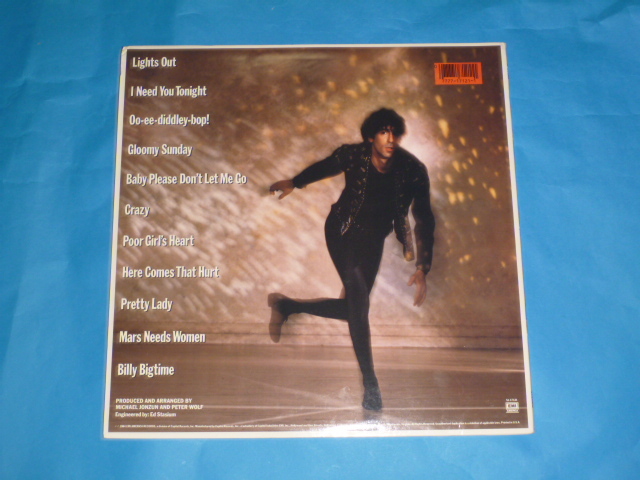 Lights Out
I Need You Tonight
Oo-ee-diddley-bop!
Gloomy Sunday
Baby Please Don't Let Me Go
Crazy
Poor Girl's Heart
Here Comes That Hurt
Pretty Lady
Mars Needs Women
Billy Bigtime
PRODUCED AND ARRANGED BY
MICHAEL JONZUN AND PETER WOLF
Engineered by: Ed Stasium
EMI